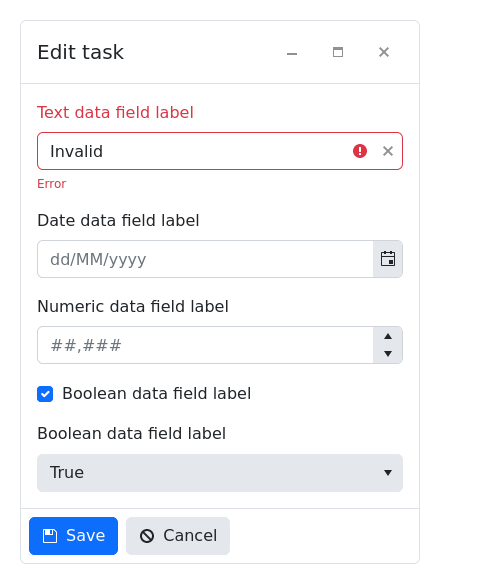 Edit task
Text data field label
Invalid
Error
Date data field label
dd/MM/yyyy
Numeric data field label
##,###
Boolean data field label
Boolean data field label
True
Save Cancel